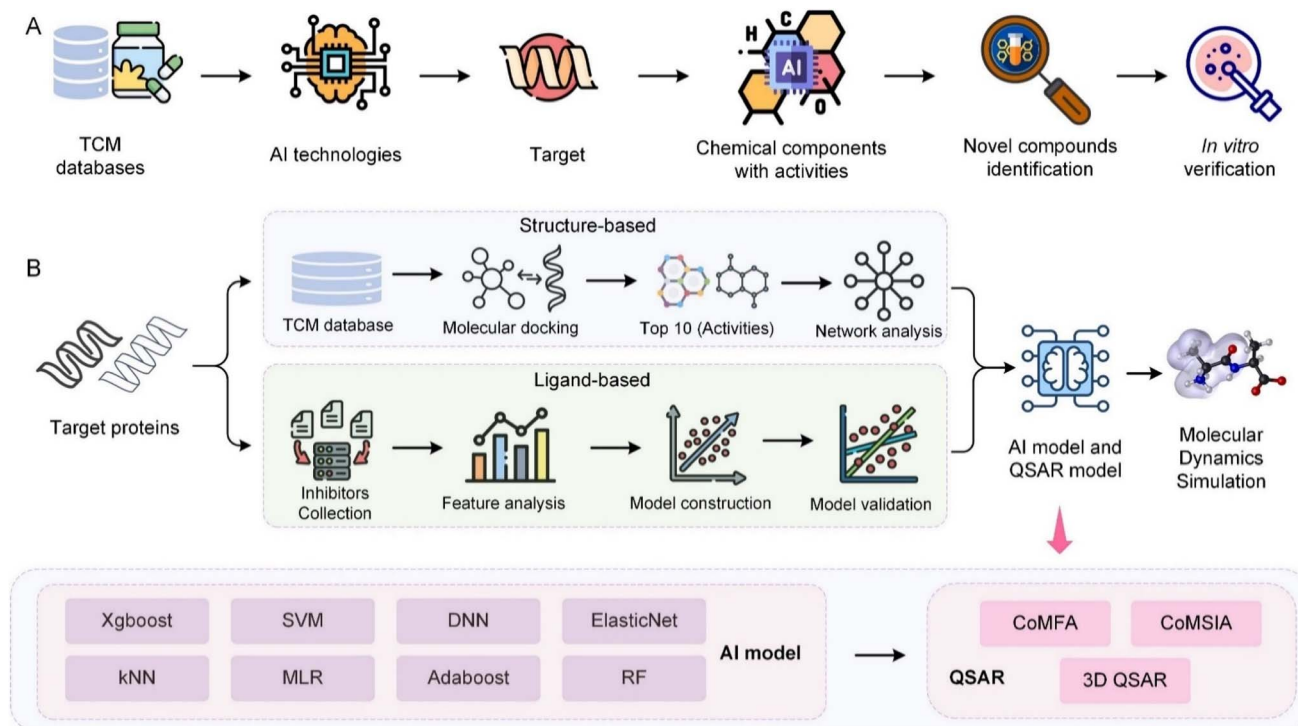 A
H
C
AI
O
TCM
databases
AI technologies
Target
Chemical components
with activities
Novel compounds
identification
In vitro
verification
B
Structure-based
TCM database
Molecular docking
Top 10 (Activities)
Network analysis
Target proteins
Ligand-based
Inhibitors
Collection
Feature analysis
Model construction
Model validation
AI model and
QSAR model
Molecular
Dynamics
Simulation
Xgboost
SVM
DNN
ElasticNet
kNN
MLR
Adaboost
RF
AI model
CoMFA
CoMSIA
QSAR
3D QSAR